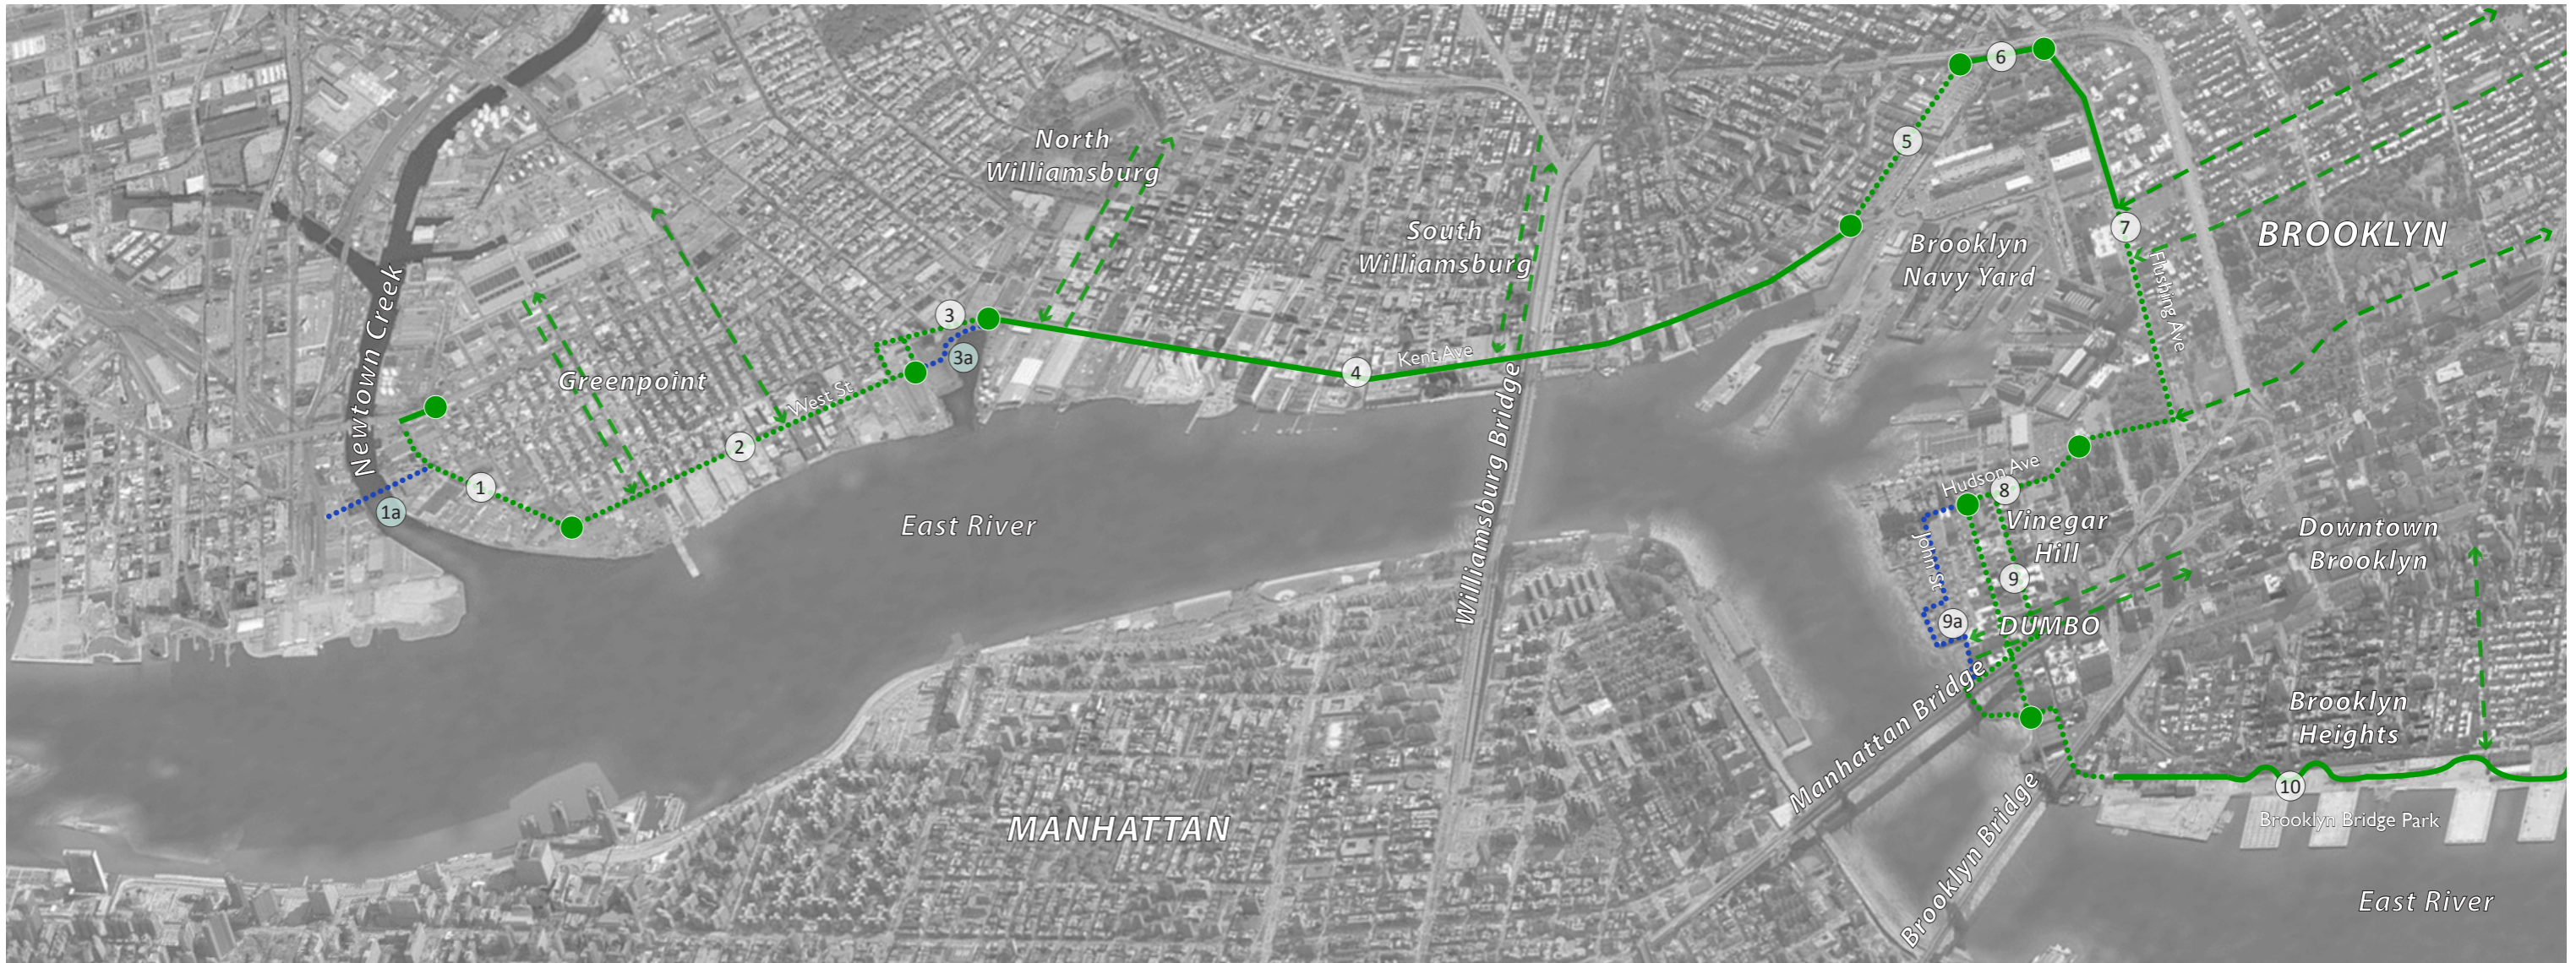 North
Williamsburg
6
5
South
Williamsburg
Brooklyn
Navy Yard
7
BROOKLYN
Flushing Ave
Newtown Creek
3
3a
Kent Ave
4
Greenpoint
West St
2
1
1a
East River
Williamsburg Bridge
Hudson Ave
8
Vinegar
Hill
John St
9
9a
DUMBO
Downtown
Brooklyn
Manhattan Bridge
Brooklyn
Heights
10
Brooklyn Bridge Park
MANHATTAN
Brooklyn Bridge
East River